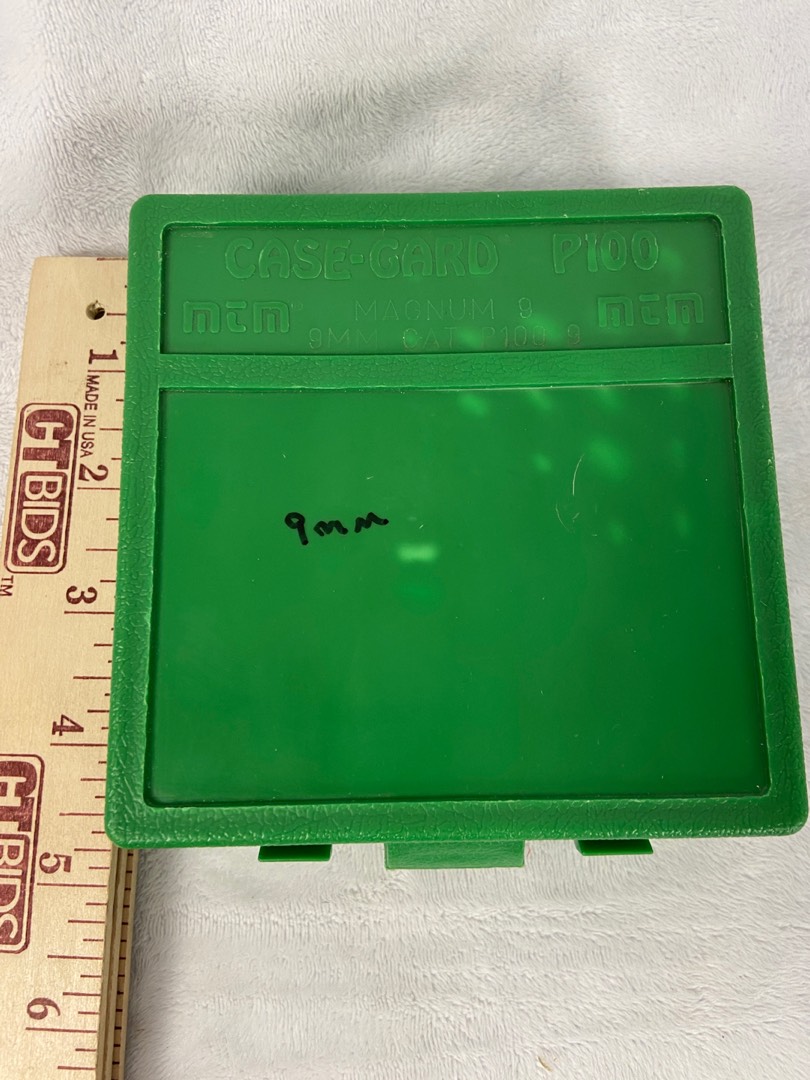 CASE-GARD P100
mTm MAGNUM 9 mTm
9MM CAT. P100-9
9mm
1
MADE IN USA
2
CTBIDS
TM
3
4
CTBIDS
5
6